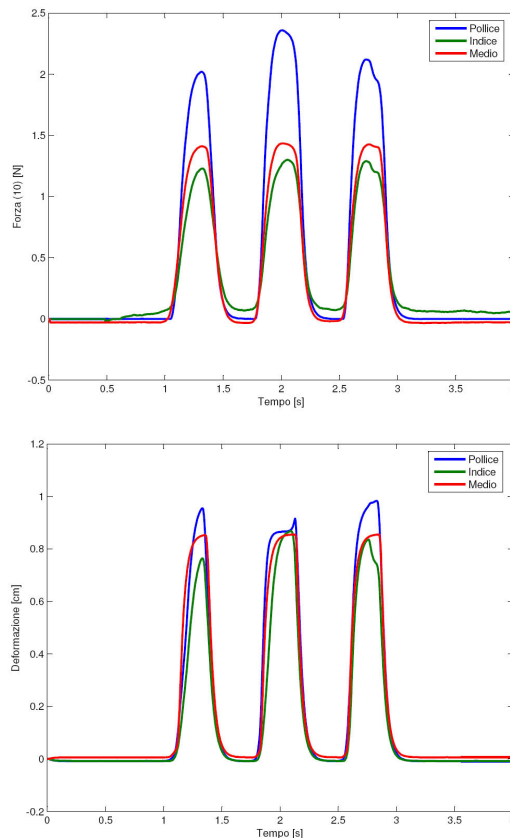 2.5
2
1.5
1
0.5
0
-0.5
Forza (10) [N]
Pollice
Indice
Medio
0 0.5 1 1.5 2 2.5 3 3.5 4
Tempo [s]
1.2
1
0.8
0.6
0.4
0.2
0
-0.2
Deformazione [cm]
Pollice
Indice
Medio
0 0.5 1 1.5 2 2.5 3 3.5 4
Tempo [s]